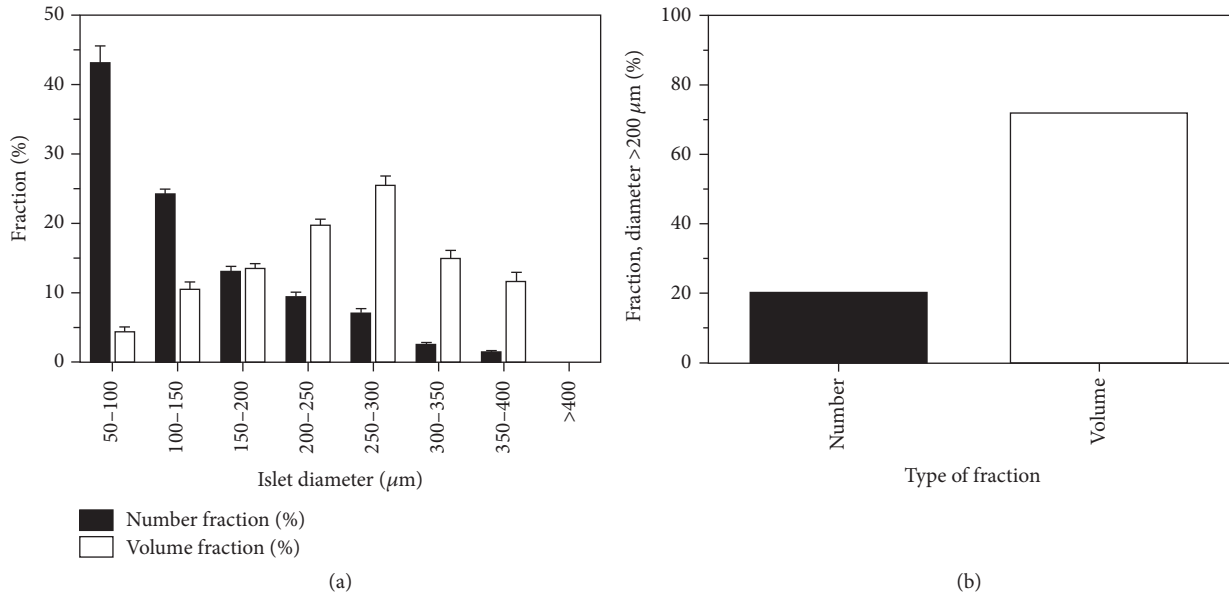 50
40
30
20
10
0
Fraction (%)
50–100
100–150
150–200
200–250
250–300
300–350
350–400
>400
Islet diameter (μm)
Number fraction (%)
Volume fraction (%)
(a)
100
80
60
40
20
0
Fraction, diameter >200 μm (%)
Number
Volume
Type of fraction
(b)